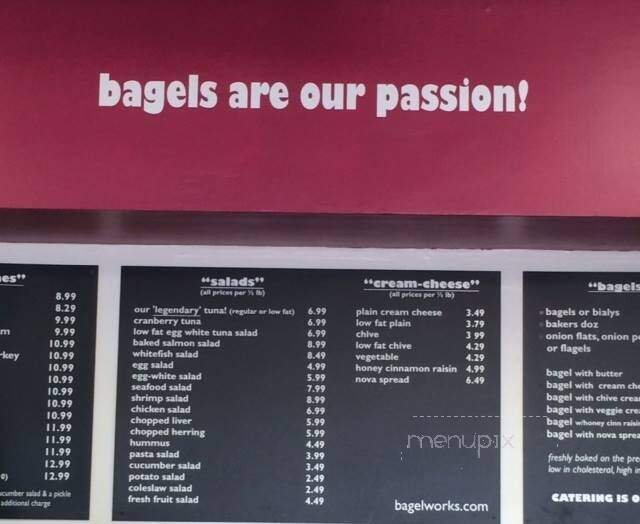 bagels are our passion!
8.99
8.29
9.99
9.99
10.99
10.99
10.99
10.99
10.99
10.99
11.99
11.99
11.99
12.99
12.99
cucumber salad & a pickle
additional charge
“salads”
(all prices per ½ lb)
our 'legendary' tuna! (regular or low fat) 6.99
cranberry tuna 6.99
low fat egg white tuna salad 6.99
baked salmon salad 8.99
whitefish salad 8.49
egg salad 4.99
egg-white salad 5.99
seafood salad 7.99
shrimp salad 8.99
chicken salad 6.99
chopped liver 5.99
chopped herring 5.99
hummus 4.49
pasta salad 3.99
cucumber salad 3.49
potato salad 2.49
coleslaw salad 2.49
fresh fruit salad 4.49
“cream-cheese”
(all prices per ½ lb)
plain cream cheese 3.49
low fat plain 3.79
chive 3.99
low fat chive 4.29
vegetable 4.29
honey cinnamon raisin 4.99
nova spread 6.49
bagelworks.com
“bagels
bagels or bialys
bakers doz
onion flats, onion
or flagels
bagel with butter
bagel with cream
bagel with chive
bagel with veggie
bagel w/honey cinn
bagel with nova
freshly baked on the
low in cholesteral, high in
CATERING IS
menupix